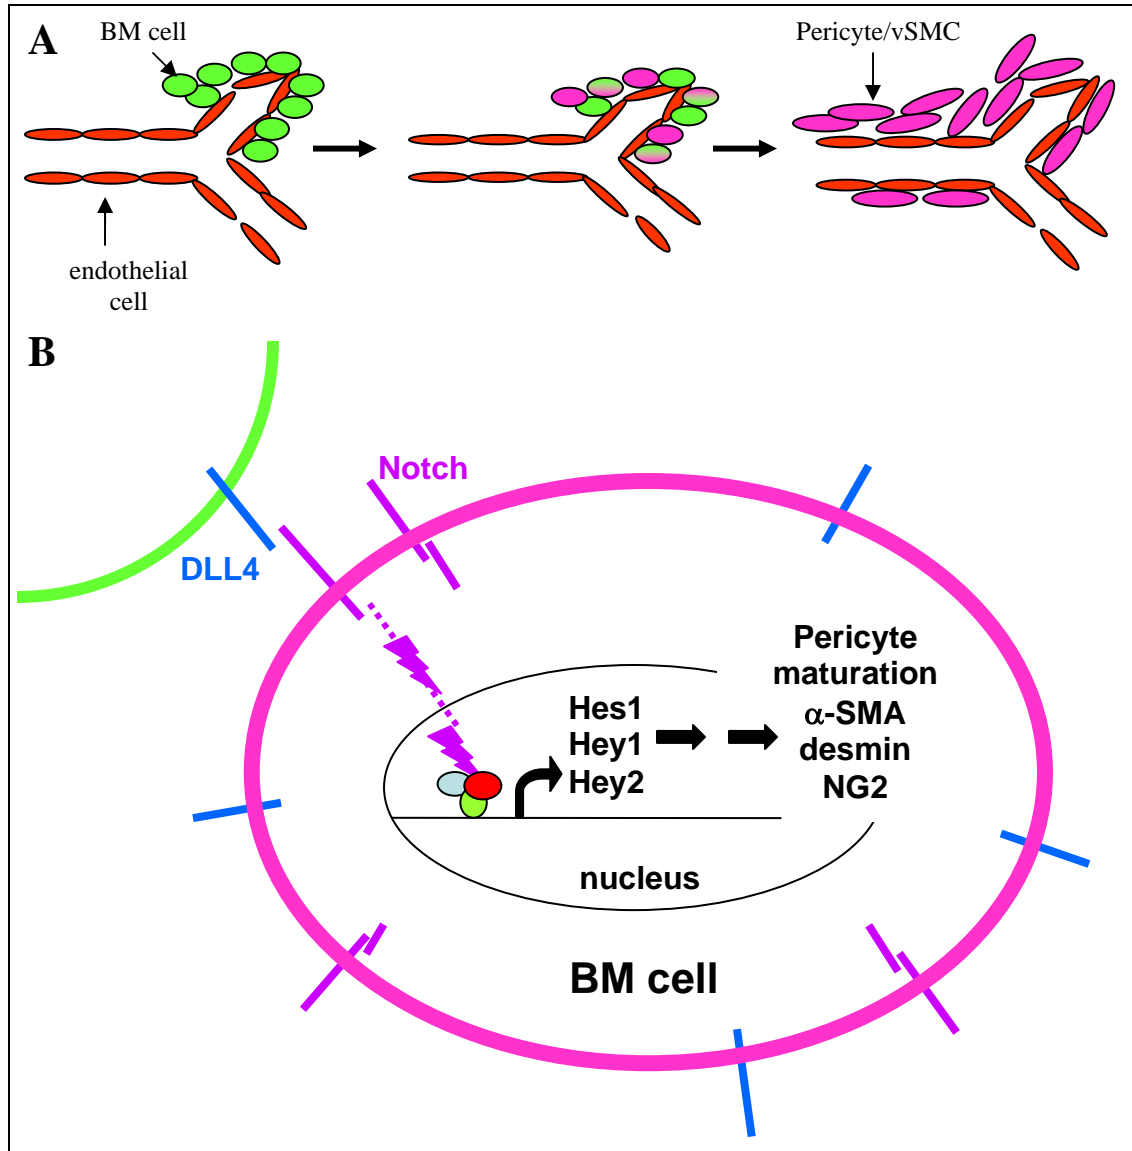 A
BM cell
Pericyte/vSMC
endothelial
cell
B
Notch
DLL4
Pericyte
maturation
α-SMA
desmin
NG2
Hes1
Hey1
Hey2
nucleus
BM cell